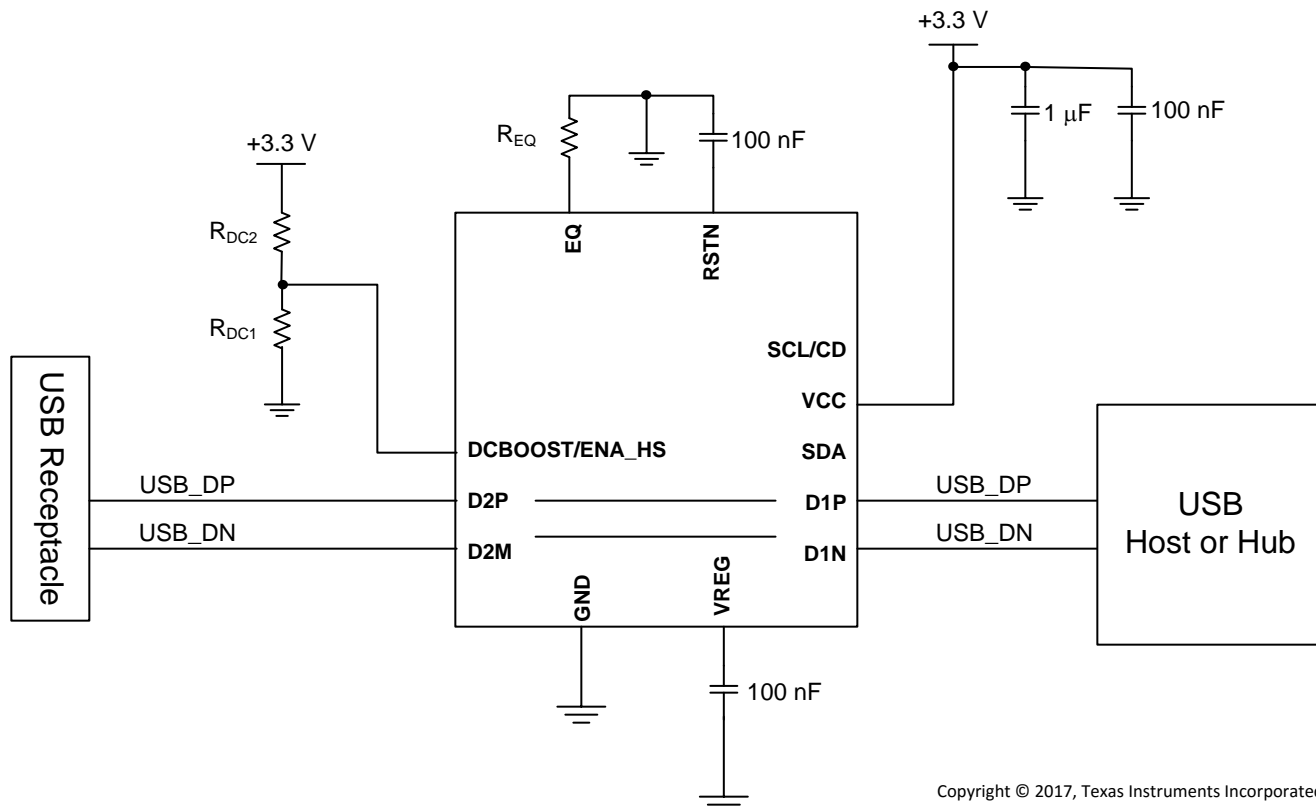 +3.3 V
1 μF
100 nF
R_EQ
100 nF
+3.3 V
R_DC2
R_DC1
EQ
RSTN
SCL/CD
VCC
SDA
DCBOOST/ENA_HS
D2P
D2M
D1P
D1N
GND
VREG
USB Receptacle
USB_DP
USB_DN
USB_DP
USB_DN
USB
Host or Hub
100 nF
Copyright © 2017, Texas Instruments Incorporated